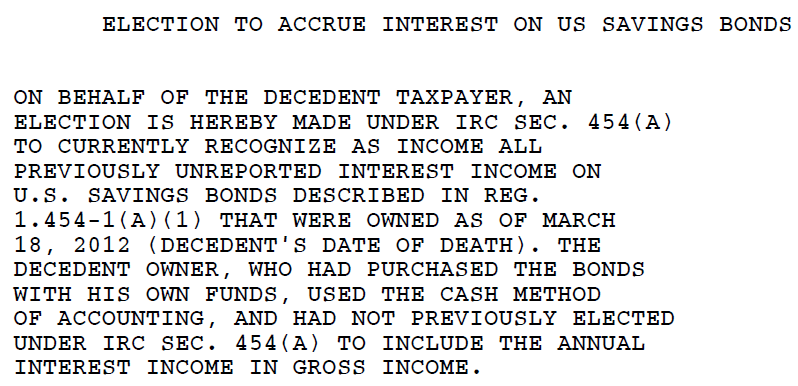 ELECTION TO ACCRUE INTEREST ON US SAVINGS BONDS
ON BEHALF OF THE DECEDENT TAXPAYER, AN
ELECTION IS HEREBY MADE UNDER IRC SEC. 454(A)
TO CURRENTLY RECOGNIZE AS INCOME ALL
PREVIOUSLY UNREPORTED INTEREST INCOME ON
U.S. SAVINGS BONDS DESCRIBED IN REG.
1.454-1(A)(1) THAT WERE OWNED AS OF MARCH
18, 2012 (DECEDENT'S DATE OF DEATH). THE
DECEDENT OWNER, WHO HAD PURCHASED THE BONDS
WITH HIS OWN FUNDS, USED THE CASH METHOD
OF ACCOUNTING, AND HAD NOT PREVIOUSLY ELECTED
UNDER IRC SEC. 454(A) TO INCLUDE THE ANNUAL
INTEREST INCOME IN GROSS INCOME.